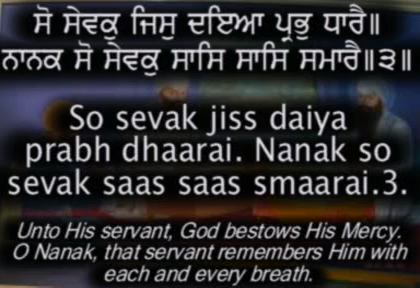 ਸੋ ਸੇਵਕੁ ਜਿਸੁ ਦਇਆ ਪ੍ਰਭੁ ਧਾਰੈ॥
ਨਾਨਕ ਸੋ ਸੇਵਕੁ ਸਾਸਿ ਸਾਸਿ ਸਮਾਰੈ॥੩॥
So sevak jiss daiya
prabh dhaarai. Nanak so
sevak saas saas smaarai.3.
Unto His servant, God bestows His Mercy.
O Nanak, that servant remembers Him with
each and every breath.